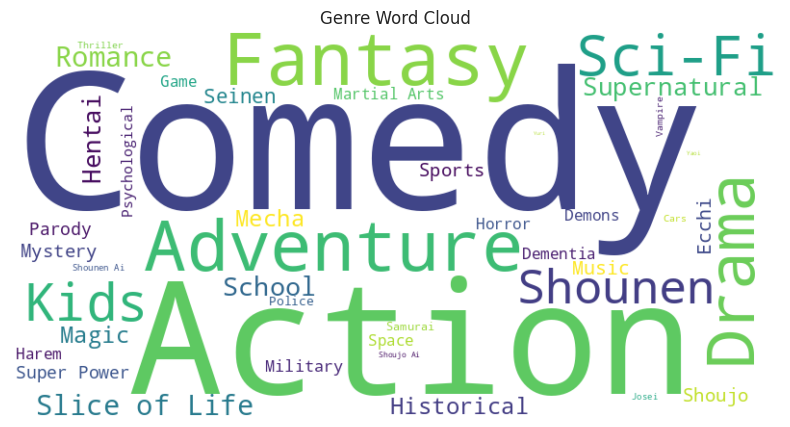 Genre Word Cloud
Thriller
Romance
Fantasy
Sci-Fi
Game
Seinen
Martial Arts
Supernatural
Comedy
Hentai
Psychological
Vampire
Yuri
Yaoi
Sports
Parody
Mystery
Shounen Ai
Mecha
Adventure
Horror
Demons
Cars
Ecchi
Drama
Dementia
Music
Kids
School
Police
Shounen
Action
Magic
Samurai
Space
Shoujo Ai
Harem
Super Power
Military
Slice of Life
Historical
Josei
Shoujo